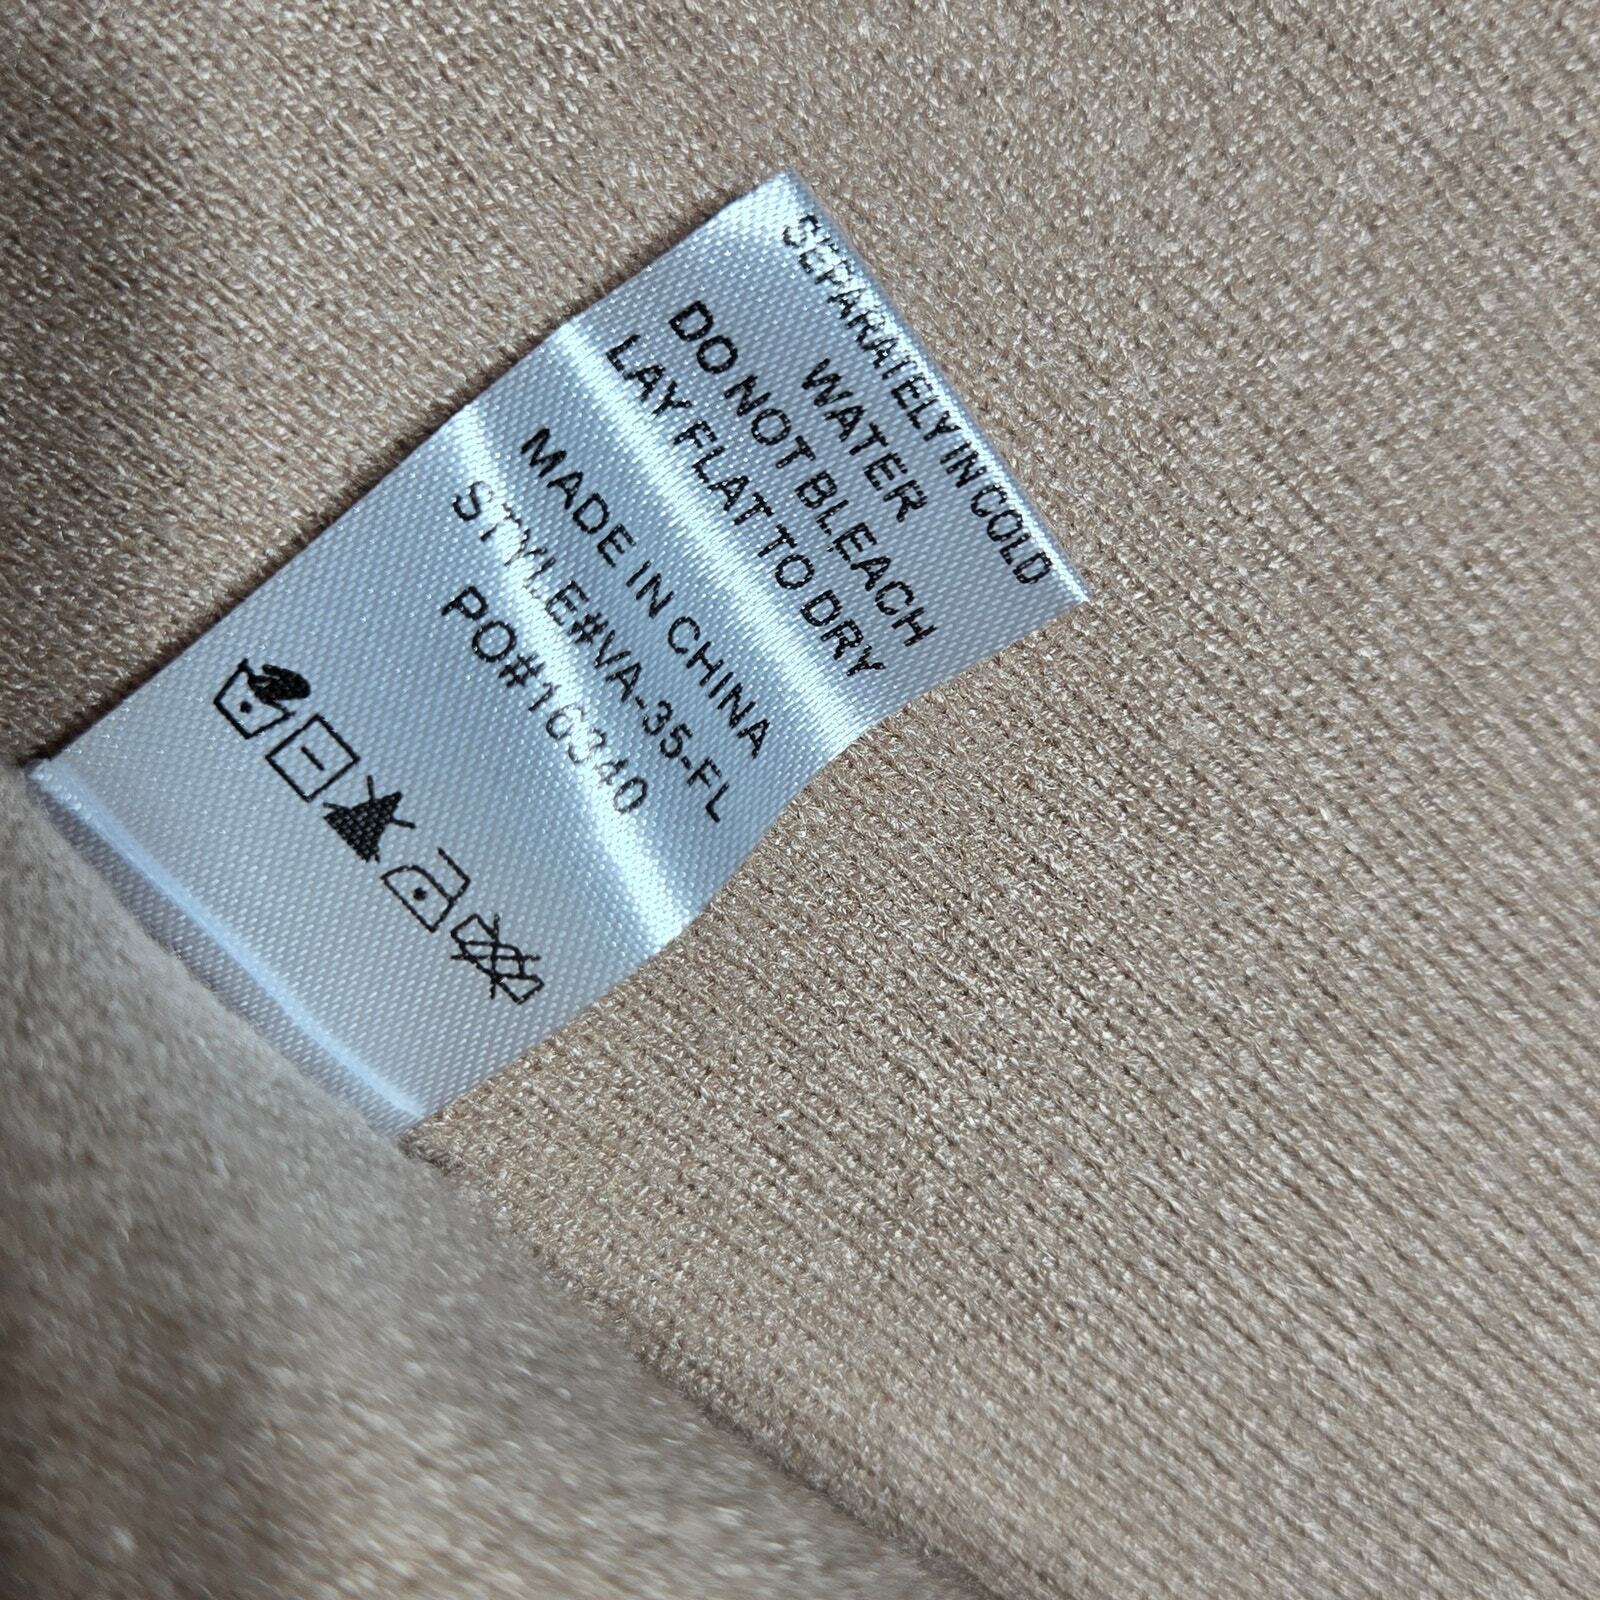 SEPARATELY IN COLD
WATER
DO NOT BLEACH
LAY FLAT TO DRY
MADE IN CHINA
STYLE#VA-35-FL
PO#16340